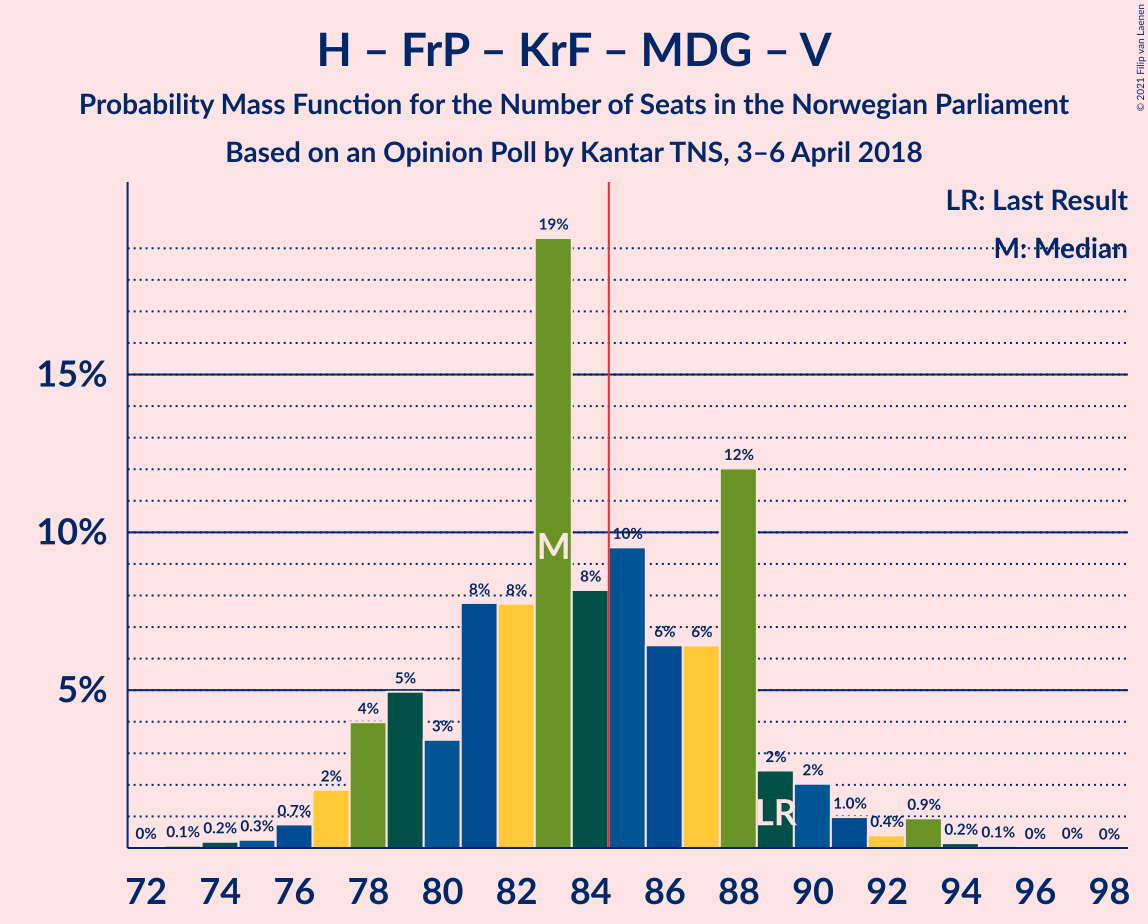 H – FrP – KrF – MDG – V
Probability Mass Function for the Number of Seats in the Norwegian Parliament
Based on an Opinion Poll by Kantar TNS, 3–6 April 2018
© 2021 Filip van Laenen
LR: Last Result
M: Median
15%
10%
5%
0% 0.1% 0.2% 0.3% 0.7% 2% 4% 5% 3% 8% 8% 19% 8% 10% 6% 6% 12% 2% 2% 1.0% 0.4% 0.9% 0.2% 0.1% 0% 0% 0%
M
LR
72 74 76 78 80 82 84 86 88 90 92 94 96 98